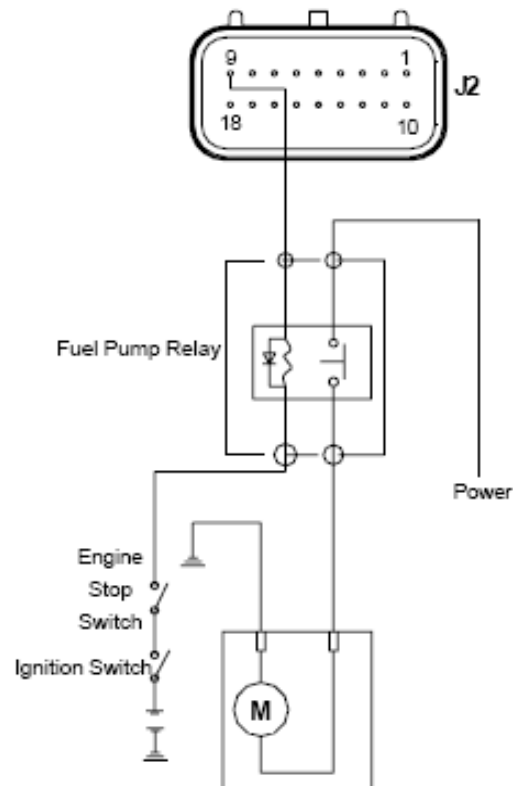 9 1
J2
18 10
Fuel Pump Relay
Power
Engine
Stop
Switch
Ignition Switch
M